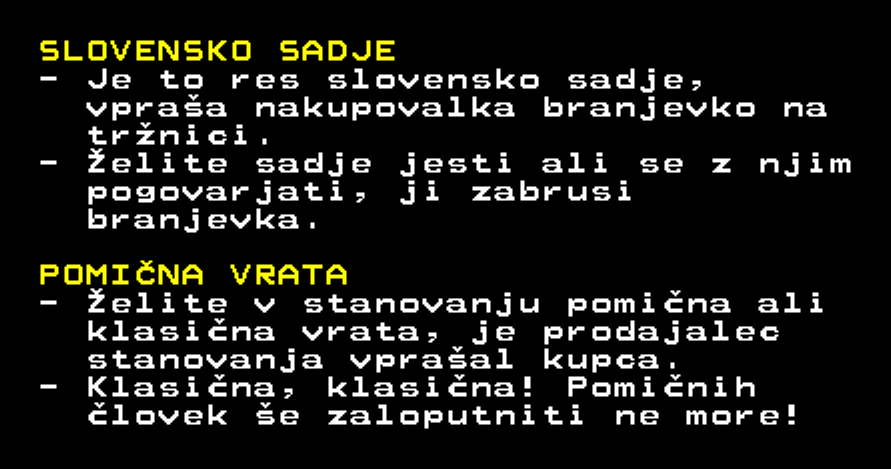 SLOVENSKO SADJE
- Je to res slovensko sadje,
vpraša nakupovalka branjevko na
tržnici.
- Želite sadje jesti ali se z njim
pogovarjati, ji zabrusi
branjevka.
POMIČNA VRATA
- Želite v stanovanju pomična ali
klasična vrata, je prodajalec
stanovanja vprašal kupca.
- Klasična, klasična! Pomičnih
človek še zaloputniti ne more!